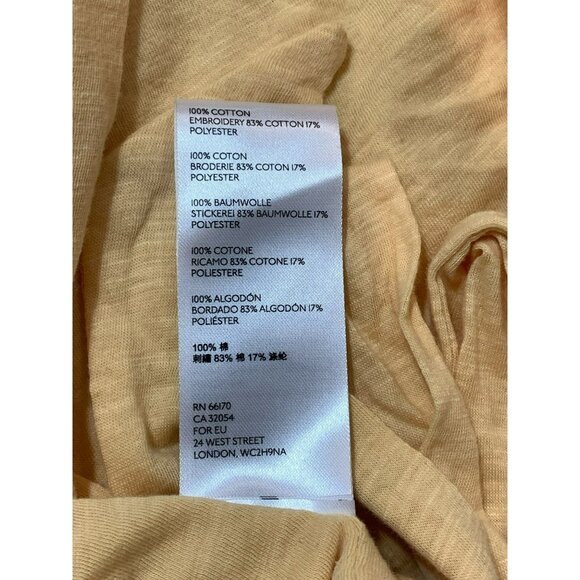 100% COTTON
EMBROIDERY 83% COTTON 17%
POLYESTER
100% COTON
BRODERIE 83% COTON 17%
POLYESTER
100% BAUMWOLLE
STICKEREI 83% BAUMWOLLE 17%
POLYESTER
100% COTONE
RICAMO 83% COTONE 17%
POLIESTERE
100% ALGODÓN
BORDADO 83% ALGODÓN 17%
POLIÉSTER
100% 棉
刺繡 83% 棉 17% 涤纶
RN 66170
CA 32054
FOR EU
24 WEST STREET
LONDON, WC2H9NA